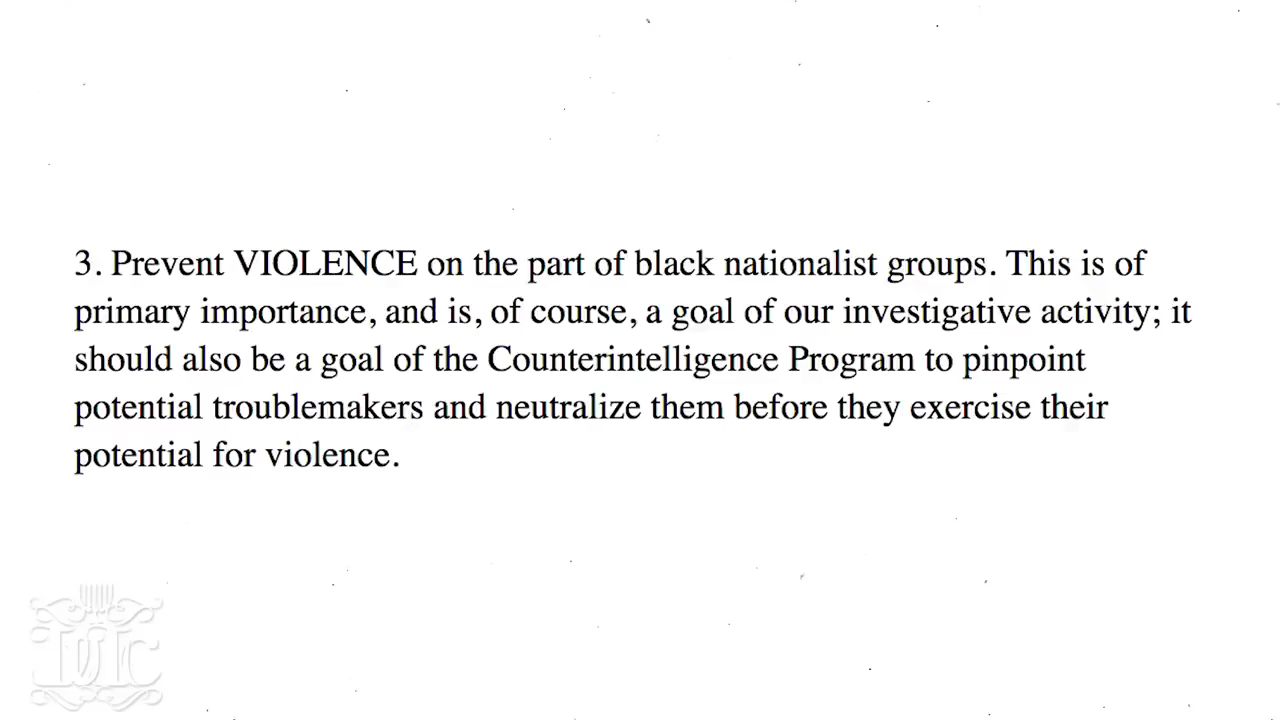 3. Prevent VIOLENCE on the part of black nationalist groups. This is of
primary importance, and is, of course, a goal of our investigative activity; it
should also be a goal of the Counterintelligence Program to pinpoint
potential troublemakers and neutralize them before they exercise their
potential for violence.
IUIC